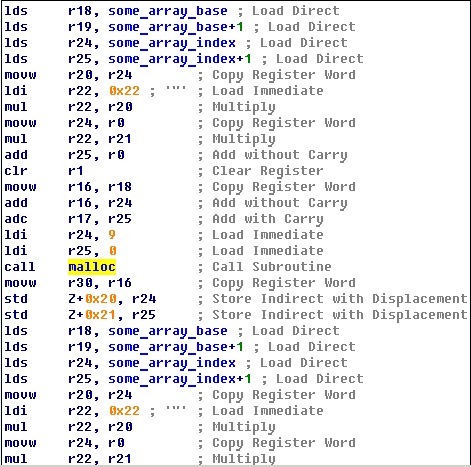 lds r18, some_array_base ; Load Direct
lds r19, some_array_base+1 ; Load Direct
lds r24, some_array_index ; Load Direct
lds r25, some_array_index+1 ; Load Direct
movw r20, r24 ; Copy Register Word
ldi r22, 0x22 ; '"' ; Load Immediate
mul r22, r20 ; Multiply
movw r24, r0 ; Copy Register Word
mul r22, r21 ; Multiply
add r25, r0 ; Add without Carry
clr r1 ; Clear Register
movw r16, r18 ; Copy Register Word
add r16, r24 ; Add without Carry
adc r17, r25 ; Add with Carry
ldi r24, 9 ; Load Immediate
ldi r25, 0 ; Load Immediate
call malloc ; Call Subroutine
movw r30, r16 ; Copy Register Word
std Z+0x20, r24 ; Store Indirect with Displacement
std Z+0x21, r25 ; Store Indirect with Displacement
lds r18, some_array_base ; Load Direct
lds r19, some_array_base+1 ; Load Direct
lds r24, some_array_index ; Load Direct
lds r25, some_array_index+1 ; Load Direct
movw r20, r24 ; Copy Register Word
ldi r22, 0x22 ; '"' ; Load Immediate
mul r22, r20 ; Multiply
movw r24, r0 ; Copy Register Word
mul r22, r21 ; Multiply